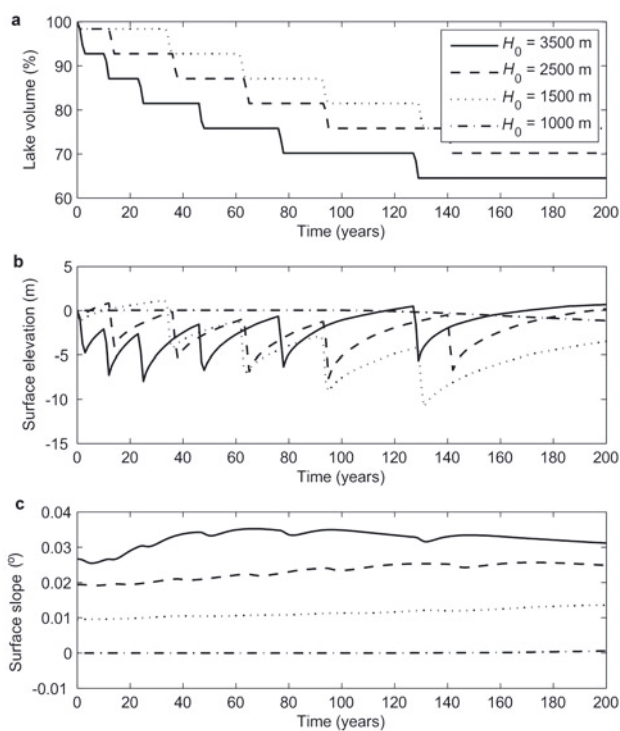 a
100
90
80
70
60
Lake volume (%)
H0 = 3500 m
H0 = 2500 m
H0 = 1500 m
H0 = 1000 m
0 20 40 60 80 100 120 140 160 180 200
Time (years)
b
5
0
-5
-10
-15
Surface elevation (m)
0 20 40 60 80 100 120 140 160 180 200
Time (years)
c
0.04
0.03
0.02
0.01
0
-0.01
Surface slope (º)
0 20 40 60 80 100 120 140 160 180 200
Time (years)